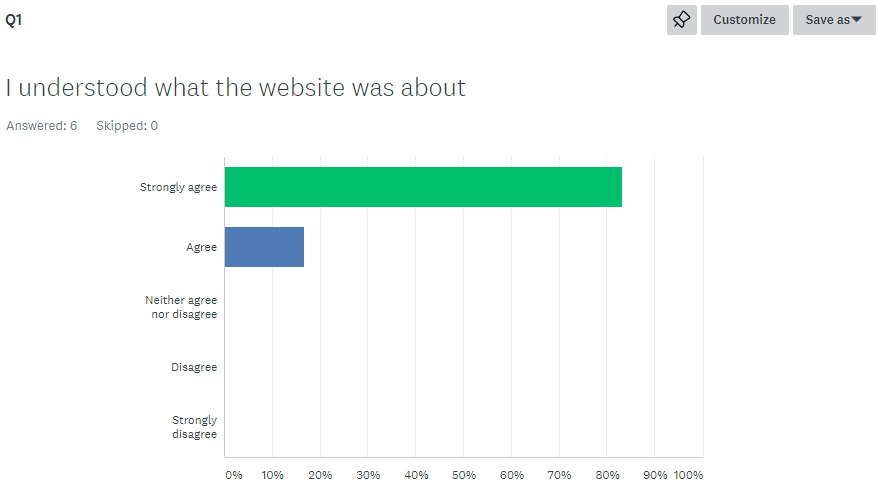 Q1
Customize
Save as
I understood what the website was about
Answered: 6 Skipped: 0
Strongly agree
Agree
Neither agree
nor disagree
Disagree
Strongly
disagree
0% 10% 20% 30% 40% 50% 60% 70% 80% 90% 100%